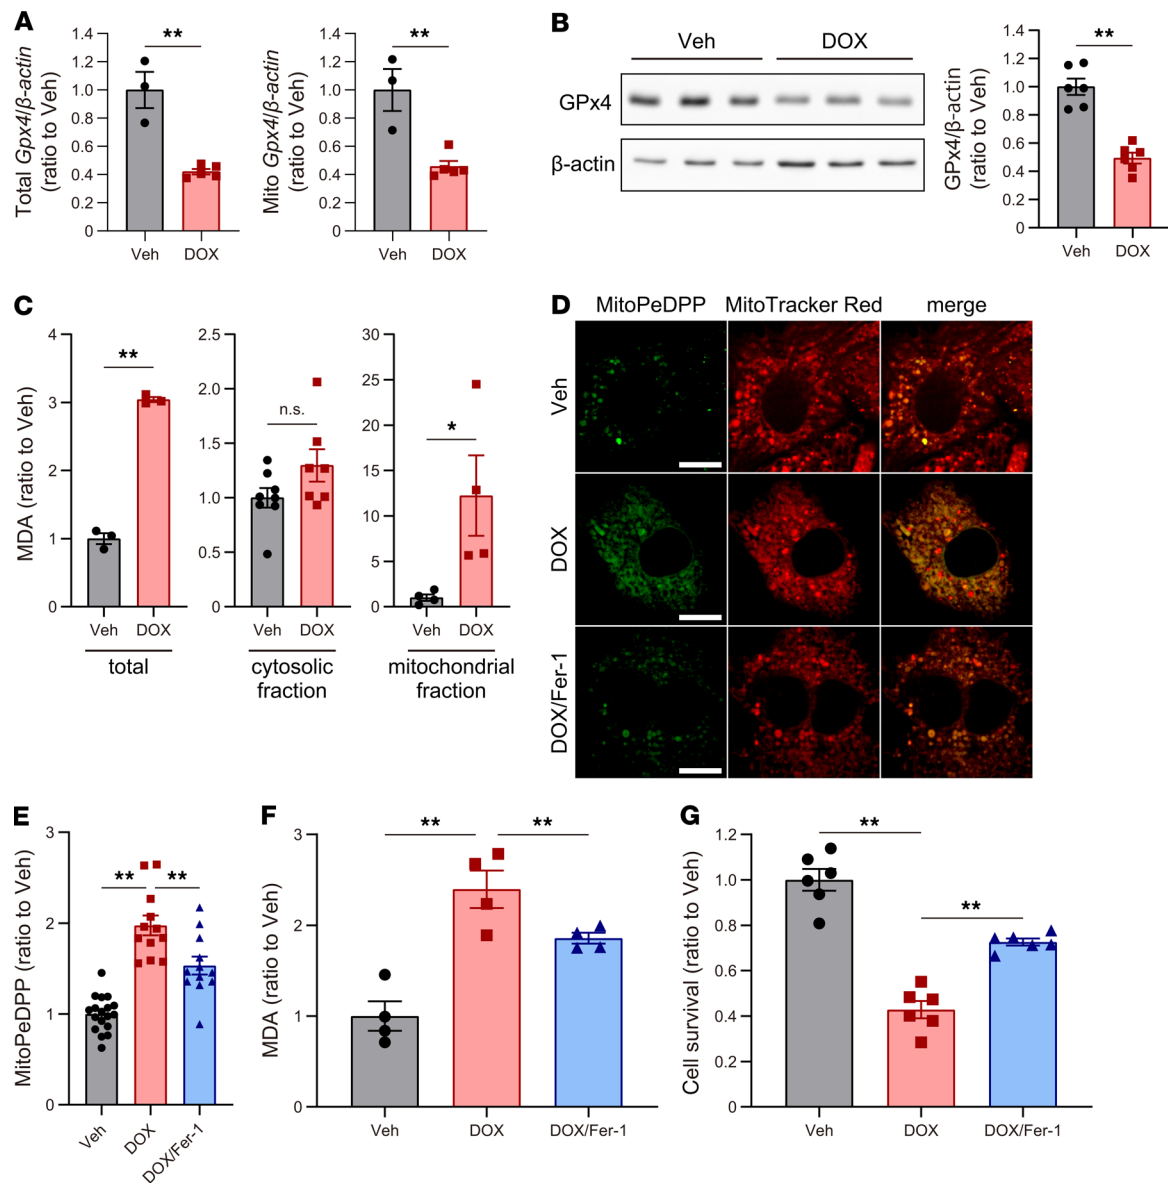 A
Total Gpx4/β-actin
(ratio to Veh)
1.4
1.2
1.0
0.8
0.6
0.4
0.2
0
**
Veh
DOX
Mito Gpx4/β-actin
(ratio to Veh)
1.4
1.2
1.0
0.8
0.6
0.4
0.2
0
**
Veh
DOX
B
Veh
DOX
GPx4
β-actin
GPx4/β-actin
(ratio to Veh)
1.4
1.2
1.0
0.8
0.6
0.4
0.2
0
**
Veh
DOX
C
MDA (ratio to Veh)
4
3
2
1
0
**
Veh
DOX
total
2.5
2.0
1.5
1.0
0.5
0
n.s.
Veh
DOX
cytosolic
fraction
30
25
20
15
10
5
0
*
Veh
DOX
mitochondrial
fraction
D
MitoPeDPP
MitoTracker Red
merge
Veh
DOX
DOX/Fer-1
E
MitoPeDPP (ratio to Veh)
3
2
1
0
**
**
Veh
DOX
DOX/Fer-1
F
MDA (ratio to Veh)
3
2
1
0
**
**
Veh
DOX
DOX/Fer-1
G
Cell survival (ratio to Veh)
1.2
1.0
0.8
0.6
0.4
0.2
0
**
**
Veh
DOX
DOX/Fer-1